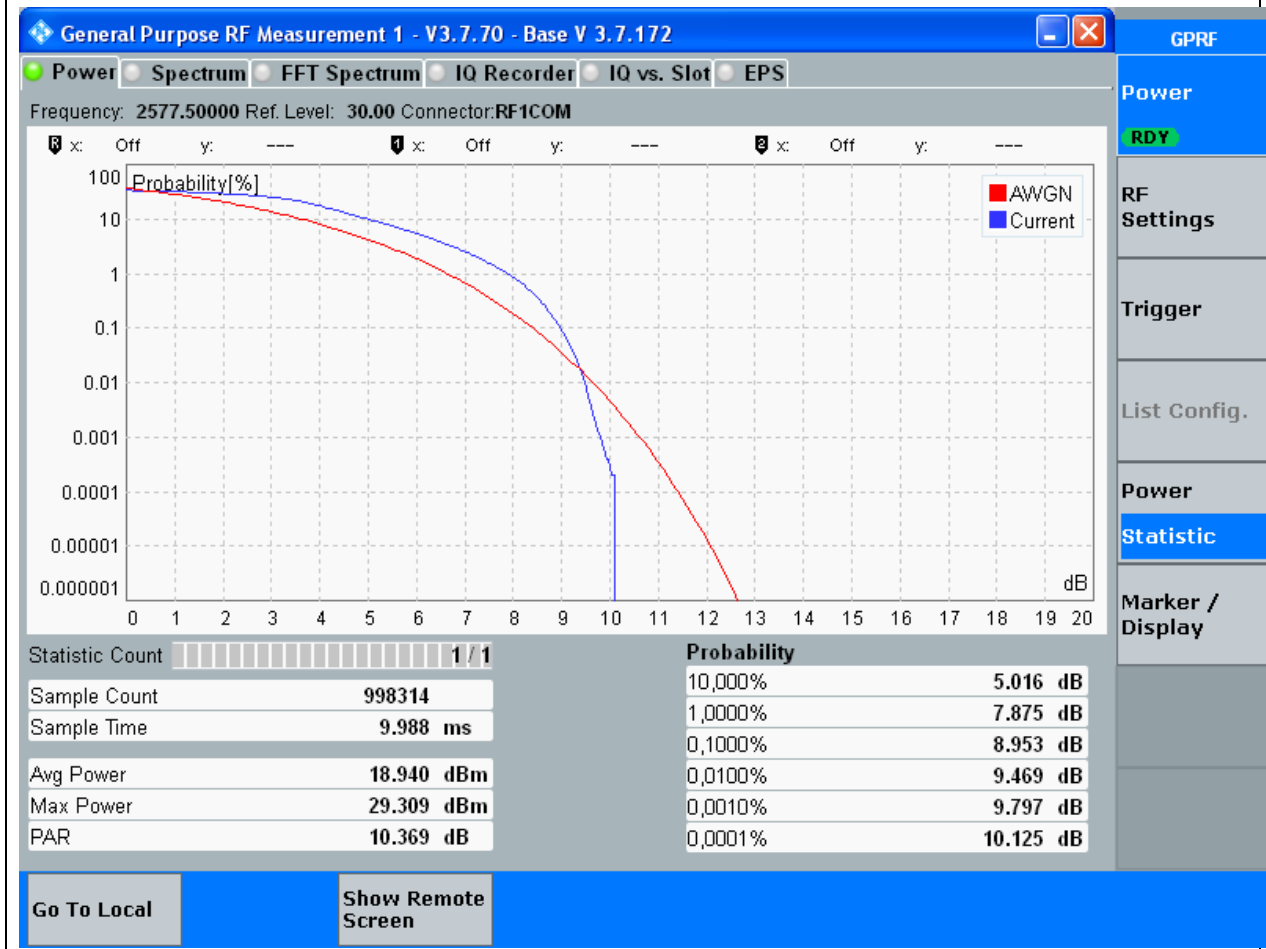 General Purpose RF Measurement 1 - V3.7.70 - Base V 3.7.172
GPRF
Power Spectrum FFT Spectrum IQ Recorder IQ vs. Slot EPS
Frequency: 2577.50000 Ref. Level: 30.00 Connector:RF1COM
R x: Off y: --- 1 x: Off y: --- 2 x: Off y: ---
Probability[%]
AWGN
Current
100
10
1
0.1
0.01
0.001
0.0001
0.00001
0.000001
dB
0 1 2 3 4 5 6 7 8 9 10 11 12 13 14 15 16 17 18 19 20
Statistic Count 1 / 1
Sample Count 998314
Sample Time 9.988 ms
Avg Power 18.940 dBm
Max Power 29.309 dBm
PAR 10.369 dB
Probability
10,000% 5.016 dB
1,0000% 7.875 dB
0,1000% 8.953 dB
0,0100% 9.469 dB
0,0010% 9.797 dB
0,0001% 10.125 dB
Power
RDY
RF
Settings
Trigger
List Config.
Power
Statistic
Marker /
Display
Go To Local
Show Remote
Screen